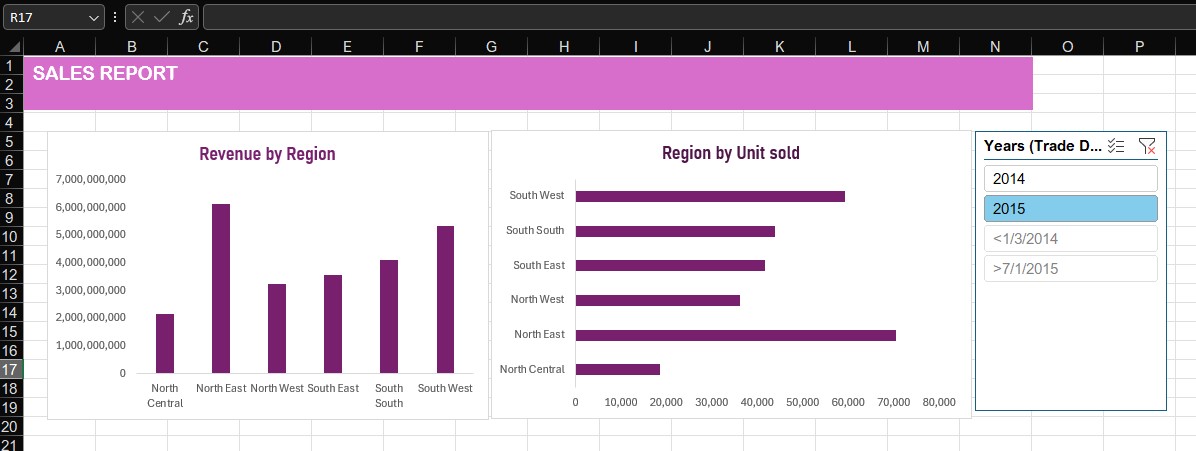 R17
fx
A B C D E F G H I J K L M N O P
1
SALES REPORT
2
3
4
5
6
7
8
9
10
11
12
13
14
15
16
17
18
19
20
21
Revenue by Region
7,000,000,000
6,000,000,000
5,000,000,000
4,000,000,000
3,000,000,000
2,000,000,000
1,000,000,000
0
North Central North East North West South East South South South West
Region by Unit sold
South West
South South
South East
North West
North East
North Central
0 10,000 20,000 30,000 40,000 50,000 60,000 70,000 80,000
Years (Trade D...
2014
2015
<1/3/2014
>7/1/2015